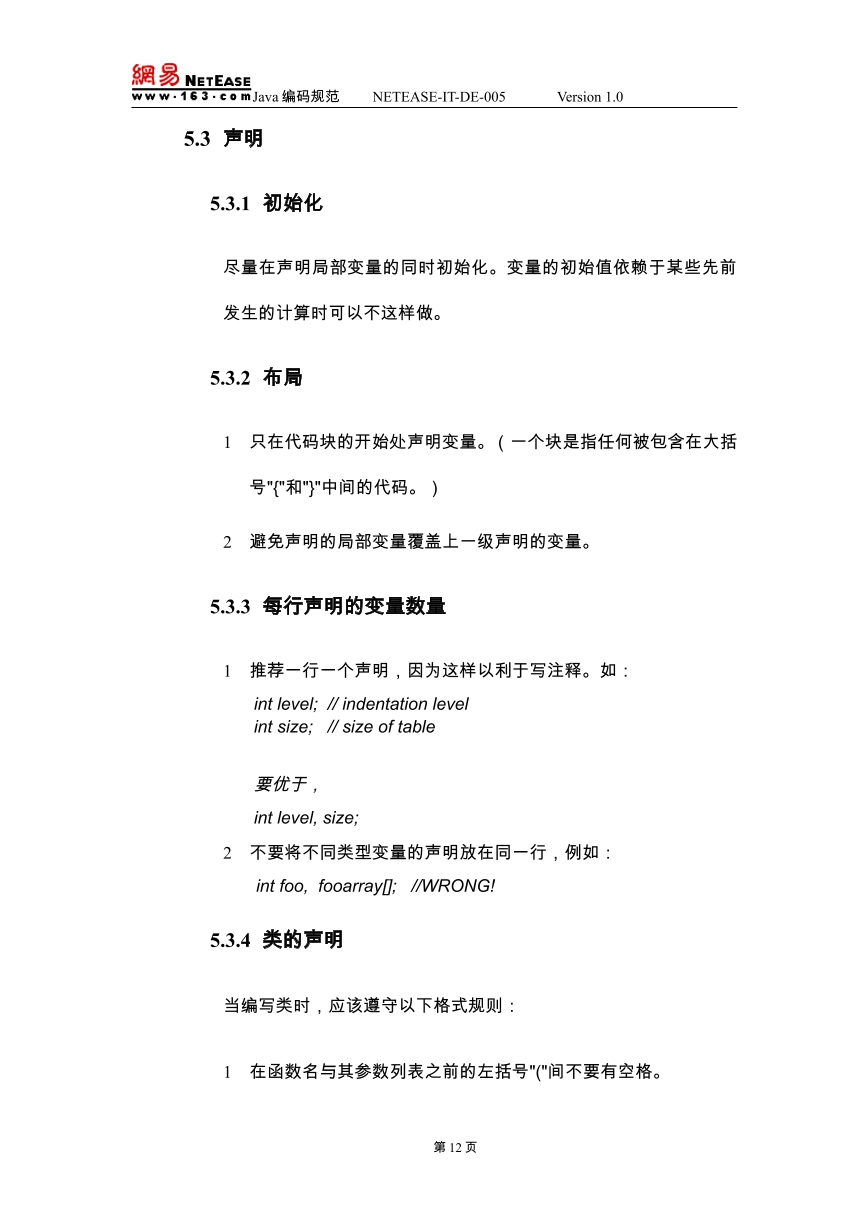 網易 NETEASE
www.163.com Java 编码规范 NETEASE-IT-DE-005 Version 1.0
5.3 声明
5.3.1 初始化
尽量在声明局部变量的同时初始化。变量的初始值依赖于某些先前
发生的计算时可以不这样做。
5.3.2 布局
1 只在代码块的开始处声明变量。（一个块是指任何被包含在大括
号"{"和"}"中间的代码。）
2 避免声明的局部变量覆盖上一级声明的变量。
5.3.3 每行声明的变量数量
1 推荐一行一个声明，因为这样以利于写注释。如：
int level; // indentation level
int size; // size of table
要优于，
int level, size;
2 不要将不同类型变量的声明放在同一行，例如：
int foo, fooarray[]; //WRONG!
5.3.4 类的声明
当编写类时，应该遵守以下格式规则：
1 在函数名与其参数列表之前的左括号"("间不要有空格。
第 12 页